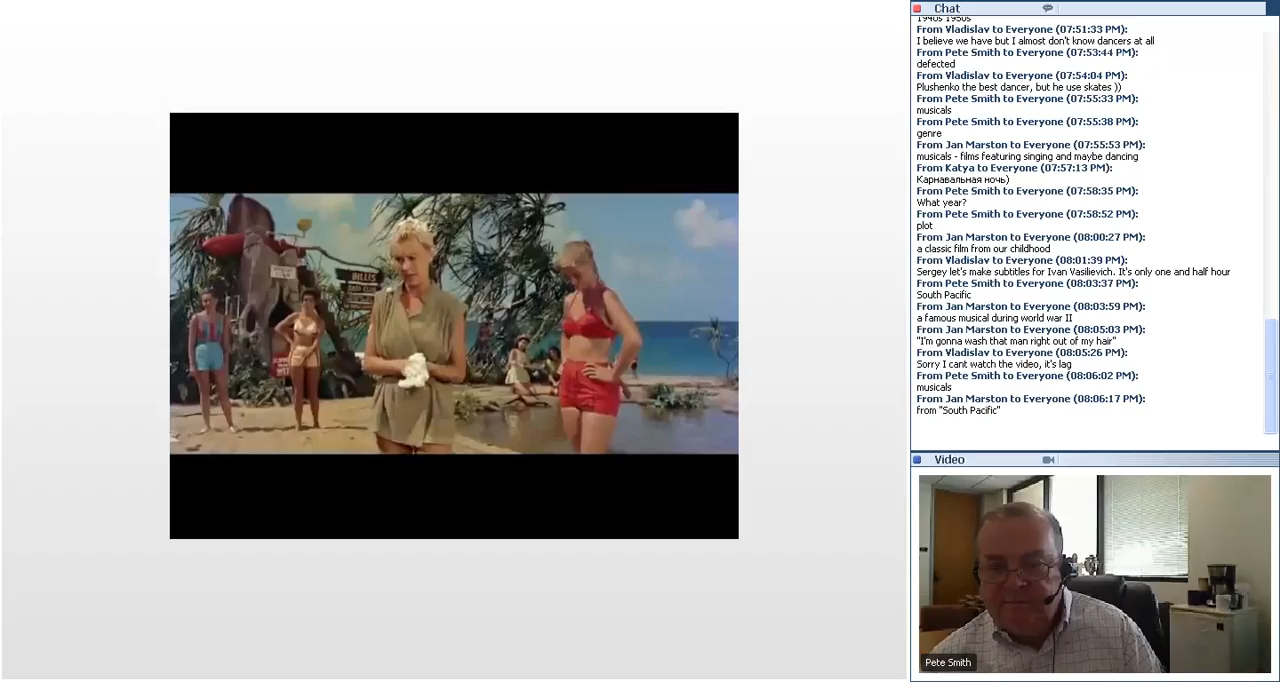 Chat
1940s 1950s
From Vladislav to Everyone (07:51:33 PM):
I believe we have but I almost don't know dancers at all
From Pete Smith to Everyone (07:53:44 PM):
defected
From Vladislav to Everyone (07:54:04 PM):
Plushenko the best dancer, but he use skates ))
From Pete Smith to Everyone (07:55:33 PM):
musicals
From Pete Smith to Everyone (07:55:38 PM):
genre
From Jan Marston to Everyone (07:55:53 PM):
musicals - films featuring singing and maybe dancing
From Katya to Everyone (07:57:13 PM):
Карнавальная ночь)
From Pete Smith to Everyone (07:58:35 PM):
What year?
From Pete Smith to Everyone (07:58:52 PM):
plot
From Jan Marston to Everyone (08:00:27 PM):
a classic film from our childhood
From Vladislav to Everyone (08:01:39 PM):
Sergey let's make subtitles for Ivan Vasilievich. It's only one and half hour
From Pete Smith to Everyone (08:03:37 PM):
South Pacific
From Jan Marston to Everyone (08:03:59 PM):
a famous musical during world war II
From Jan Marston to Everyone (08:05:03 PM):
"I'm gonna wash that man right out of my hair"
From Vladislav to Everyone (08:05:26 PM):
Sorry I cant watch the video, it's lag
From Pete Smith to Everyone (08:06:02 PM):
musicals
From Jan Marston to Everyone (08:06:17 PM):
from "South Pacific"
BILLIS
Video
Pete Smith